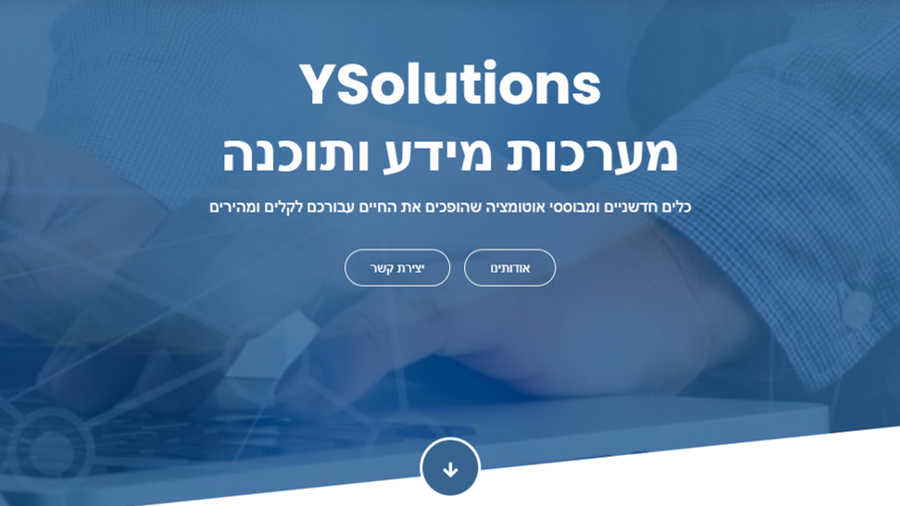 YSolutions
מערכות מידע ותוכנה
כלים חדשניים ומבוססי אוטומציה שהופכים את החיים עבורכם לקלים ומהירים
אודותינו
יצירת קשר